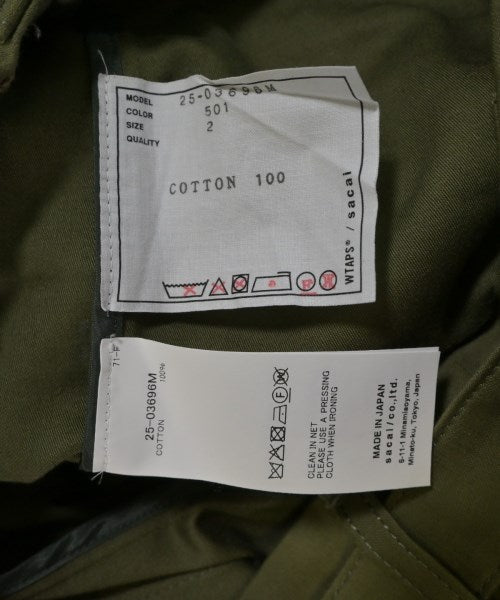 MODEL 25-03696M
COLOR 501
SIZE 2
QUALITY
COTTON 100
WTAPS® / sacai
F
71-F
25-03696M
COTTON 100%
F W
CLEAN IN NET
PLEASE USE A PRESSING
CLOTH WHEN IRONING
MADE IN JAPAN
sacai/co.,ltd.
6-11-1 Minamiaoyama,
Minato-ku, Tokyo, Japan